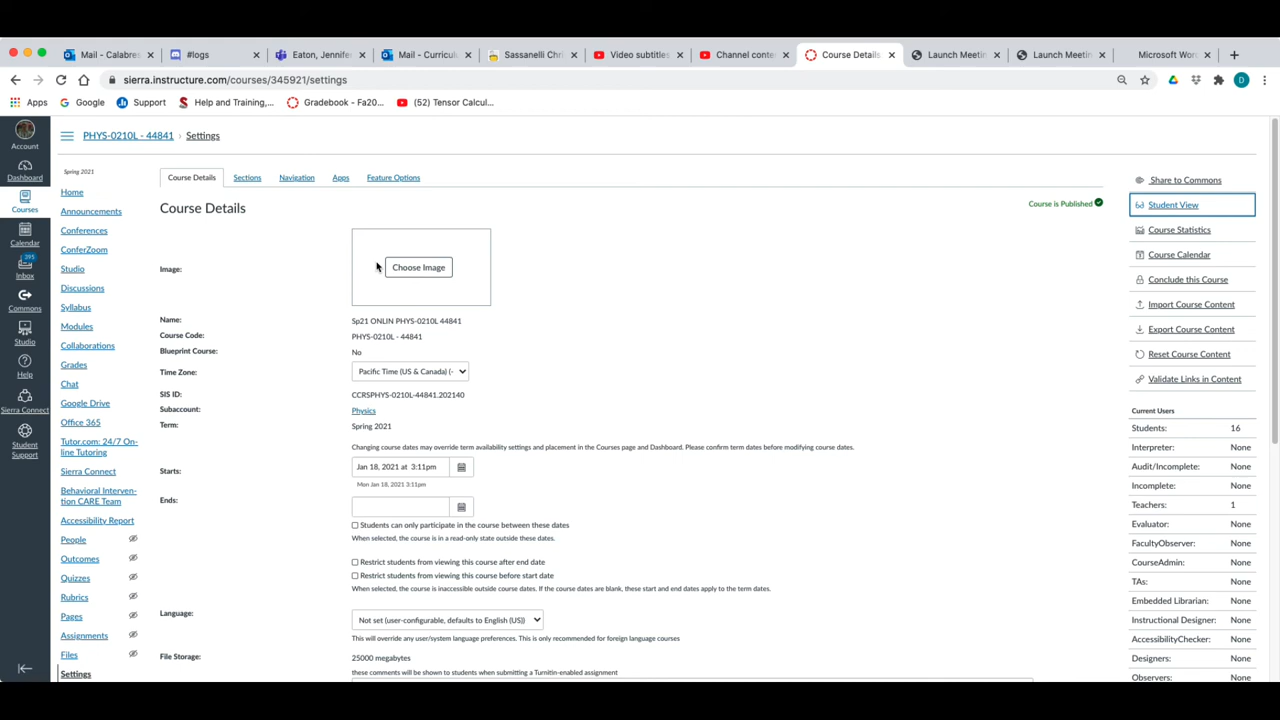 Mail - Calabres
#logs
Eaton, Jennifer
Mail - Curricul
Sassanelli Chri
Video subtitles
Channel conte
Course Details
Launch Meetin
Launch Meetin
Microsoft Wor
sierra.instructure.com/courses/345921/settings
Apps
Google
Support
Help and Training,...
Gradebook - Fa20...
(52) Tensor Calcul...
Account
Dashboard
Courses
Calendar
395
Inbox
Commons
Studio
Help
Sierra Connect
Student
Support
PHYS-0210L - 44841 › Settings
Spring 2021
Home
Announcements
Conferences
ConferZoom
Studio
Discussions
Syllabus
Modules
Collaborations
Grades
Chat
Google Drive
Office 365
Tutor.com: 24/7 On-
line Tutoring
Sierra Connect
Behavioral Interven-
tion CARE Team
Accessibility Report
People
Outcomes
Quizzes
Rubrics
Pages
Assignments
Files
Settings
Course Details
Sections
Navigation
Apps
Feature Options
Course Details
Course is Published
Image:
Choose Image
Name: Sp21 ONLIN PHYS-0210L 44841
Course Code: PHYS-0210L - 44841
Blueprint Course: No
Time Zone: Pacific Time (US & Canada) (-
SIS ID: CCRSPHYS-0210L-44841.202140
Subaccount: Physics
Term: Spring 2021
Changing course dates may override term availability settings and placement in the Courses page and Dashboard. Please confirm term dates before modifying course dates.
Starts: Jan 18, 2021 at 3:11pm
Mon Jan 18, 2021 3:11pm
Ends:
Students can only participate in the course between these dates
When selected, the course is in a read-only state outside these dates.
Restrict students from viewing this course after end date
Restrict students from viewing this course before start date
When selected, the course is inaccessible outside course dates. If the course dates are blank, these start and end dates apply to the term dates.
Language: Not set (user-configurable, defaults to English (US))
This will override any user/system language preferences. This is only recommended for foreign language courses
File Storage: 25000 megabytes
these comments will be shown to students when submitting a Turnitin-enabled assignment
Share to Commons
Student View
Course Statistics
Course Calendar
Conclude this Course
Import Course Content
Export Course Content
Reset Course Content
Validate Links in Content
Current Users
Students: 16
Interpreter: None
Audit/Incomplete: None
Incomplete: None
Teachers: 1
Evaluator: None
FacultyObserver: None
CourseAdmin: None
TAs: None
Embedded Librarian: None
Instructional Designer: None
AccessibilityChecker: None
Designers: None
Observers: None